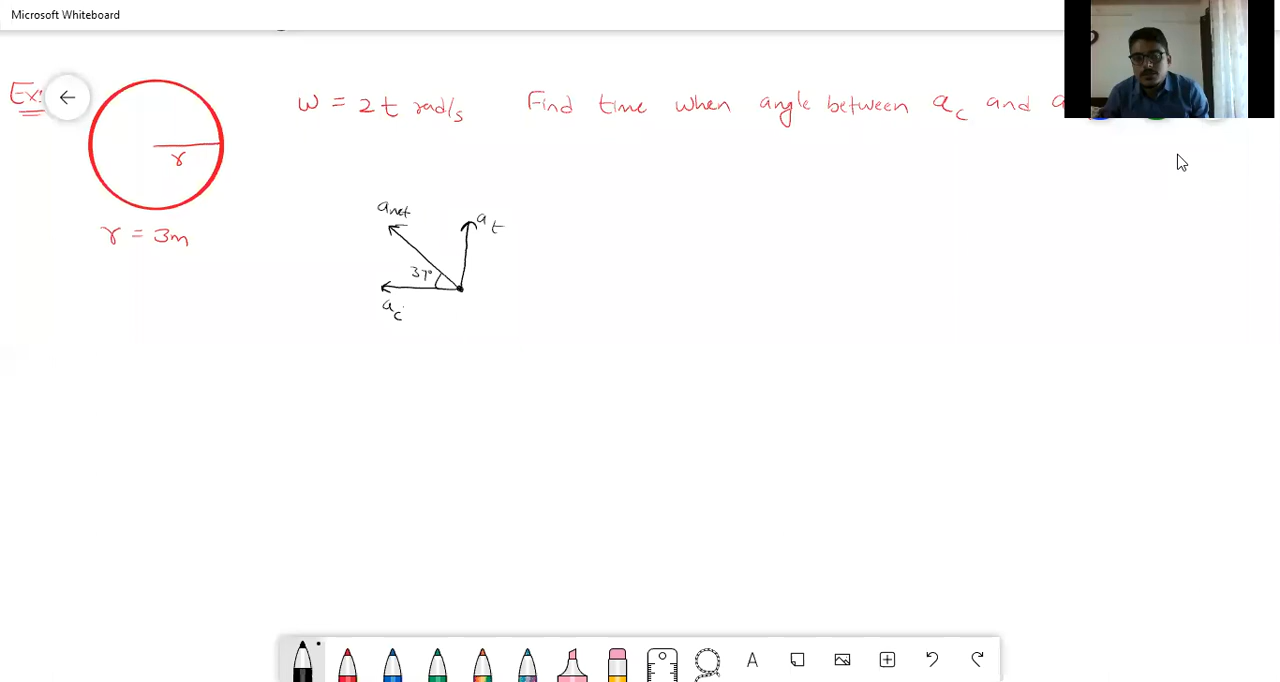 Microsoft Whiteboard
Ex:
ω = 2t rad/s Find time when angle between a_c and a
r
r = 3m
a_net
a_t
37°
a_c
A